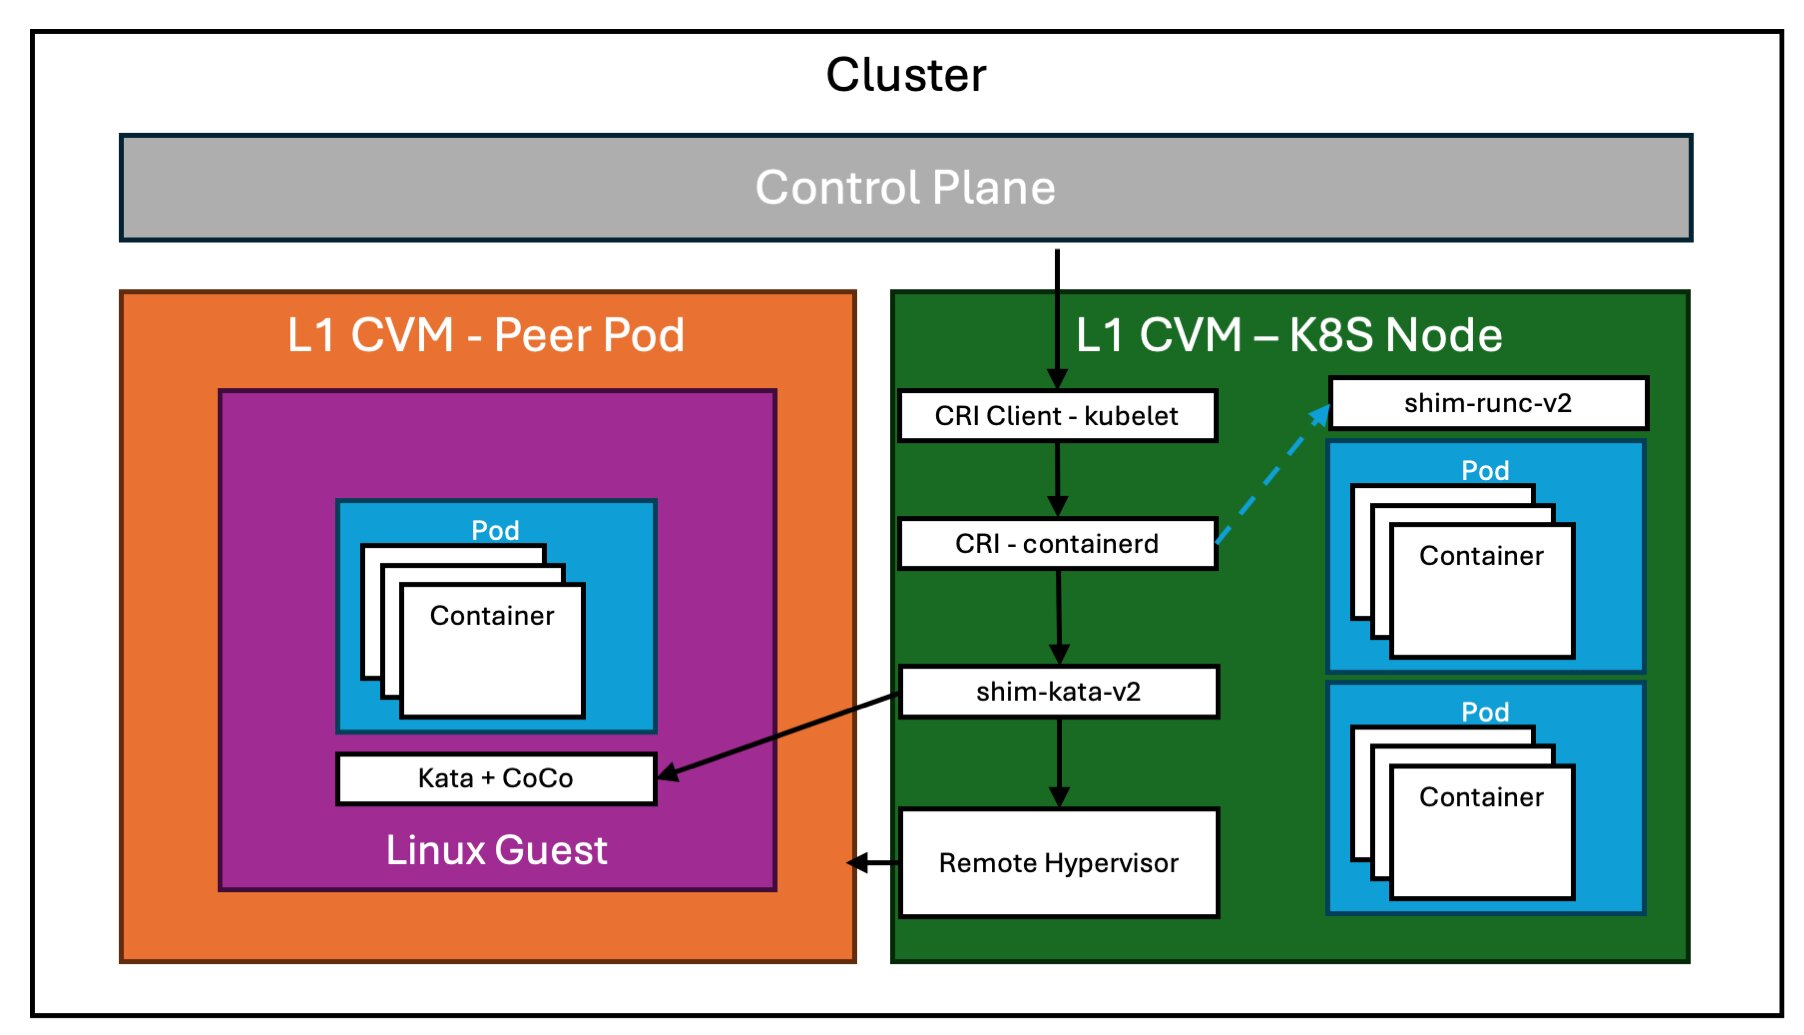 Cluster
Control Plane
L1 CVM - Peer Pod
Pod
Container
Kata + CoCo
Linux Guest
L1 CVM – K8S Node
CRI Client - kubelet
CRI - containerd
shim-kata-v2
Remote Hypervisor
shim-runc-v2
Pod
Container
Pod
Container